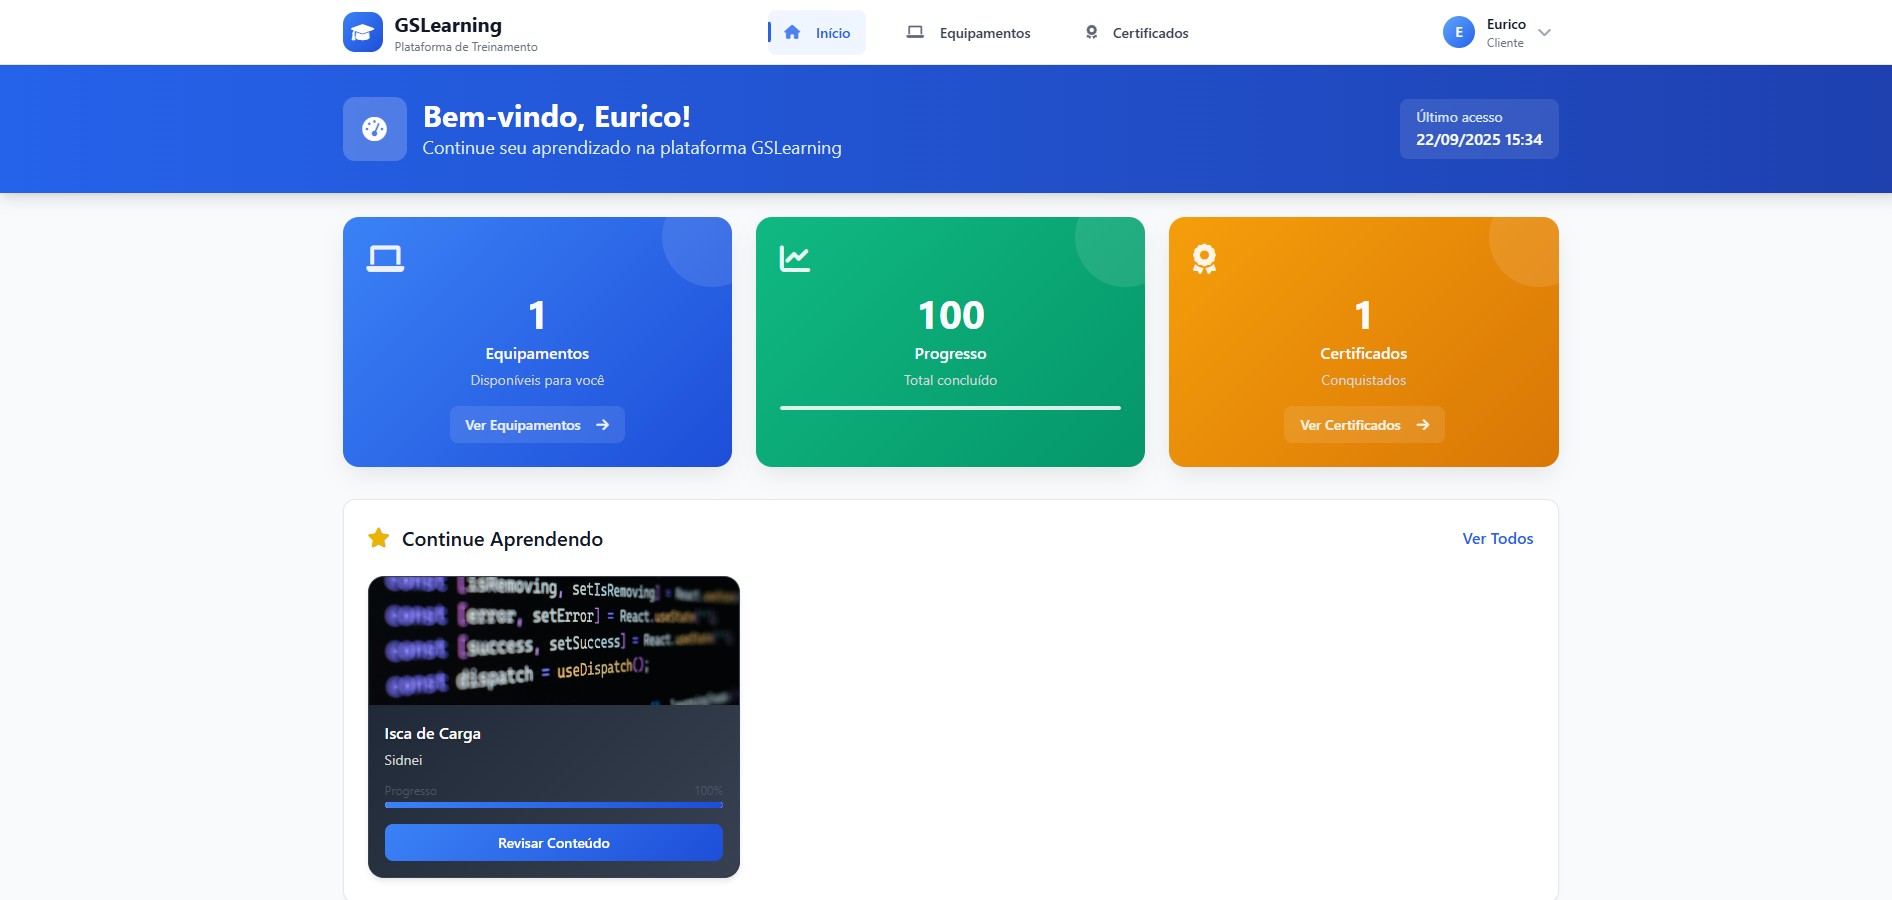 GSLearning
Plataforma de Treinamento
Início
Equipamentos
Certificados
E
Eurico
Cliente
Bem-vindo, Eurico!
Continue seu aprendizado na plataforma GSLearning
Último acesso
22/09/2025 15:34
1
Equipamentos
Disponíveis para você
Ver Equipamentos
100
Progresso
Total concluído
1
Certificados
Conquistados
Ver Certificados
Continue Aprendendo
Ver Todos
const [isRemoving, setIsRemoving] = React.useState
const [error, setError] = React.useState("");
const [success, setSuccess] = React.useState("");
const dispatch = useDispatch();
Isca de Carga
Sidnei
Progresso 100%
Revisar Conteúdo